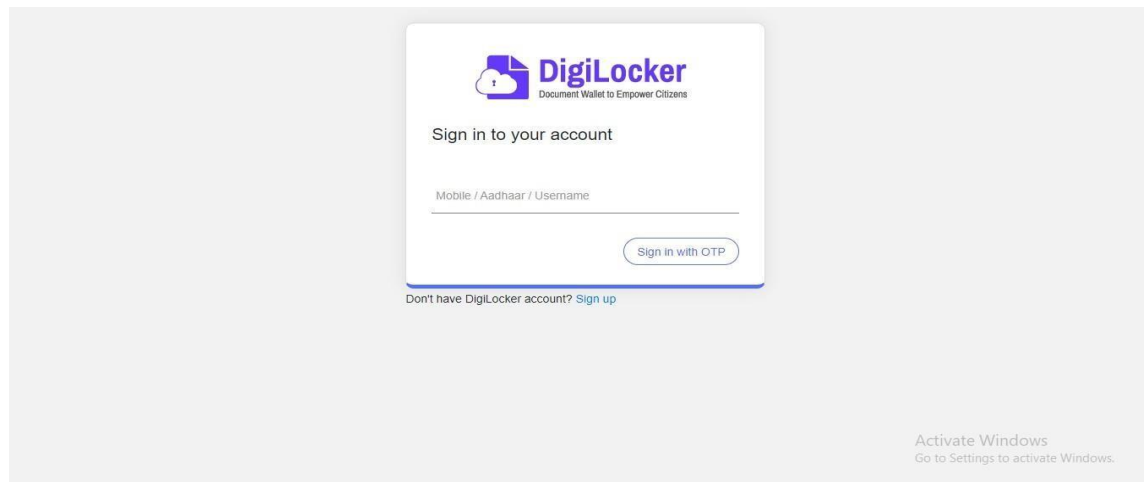 DigiLocker
Document Wallet to Empower Citizens
Sign in to your account
Mobile / Aadhaar / Username
Sign in with OTP
Don't have DigiLocker account? Sign up
Activate Windows
Go to Settings to activate Windows.